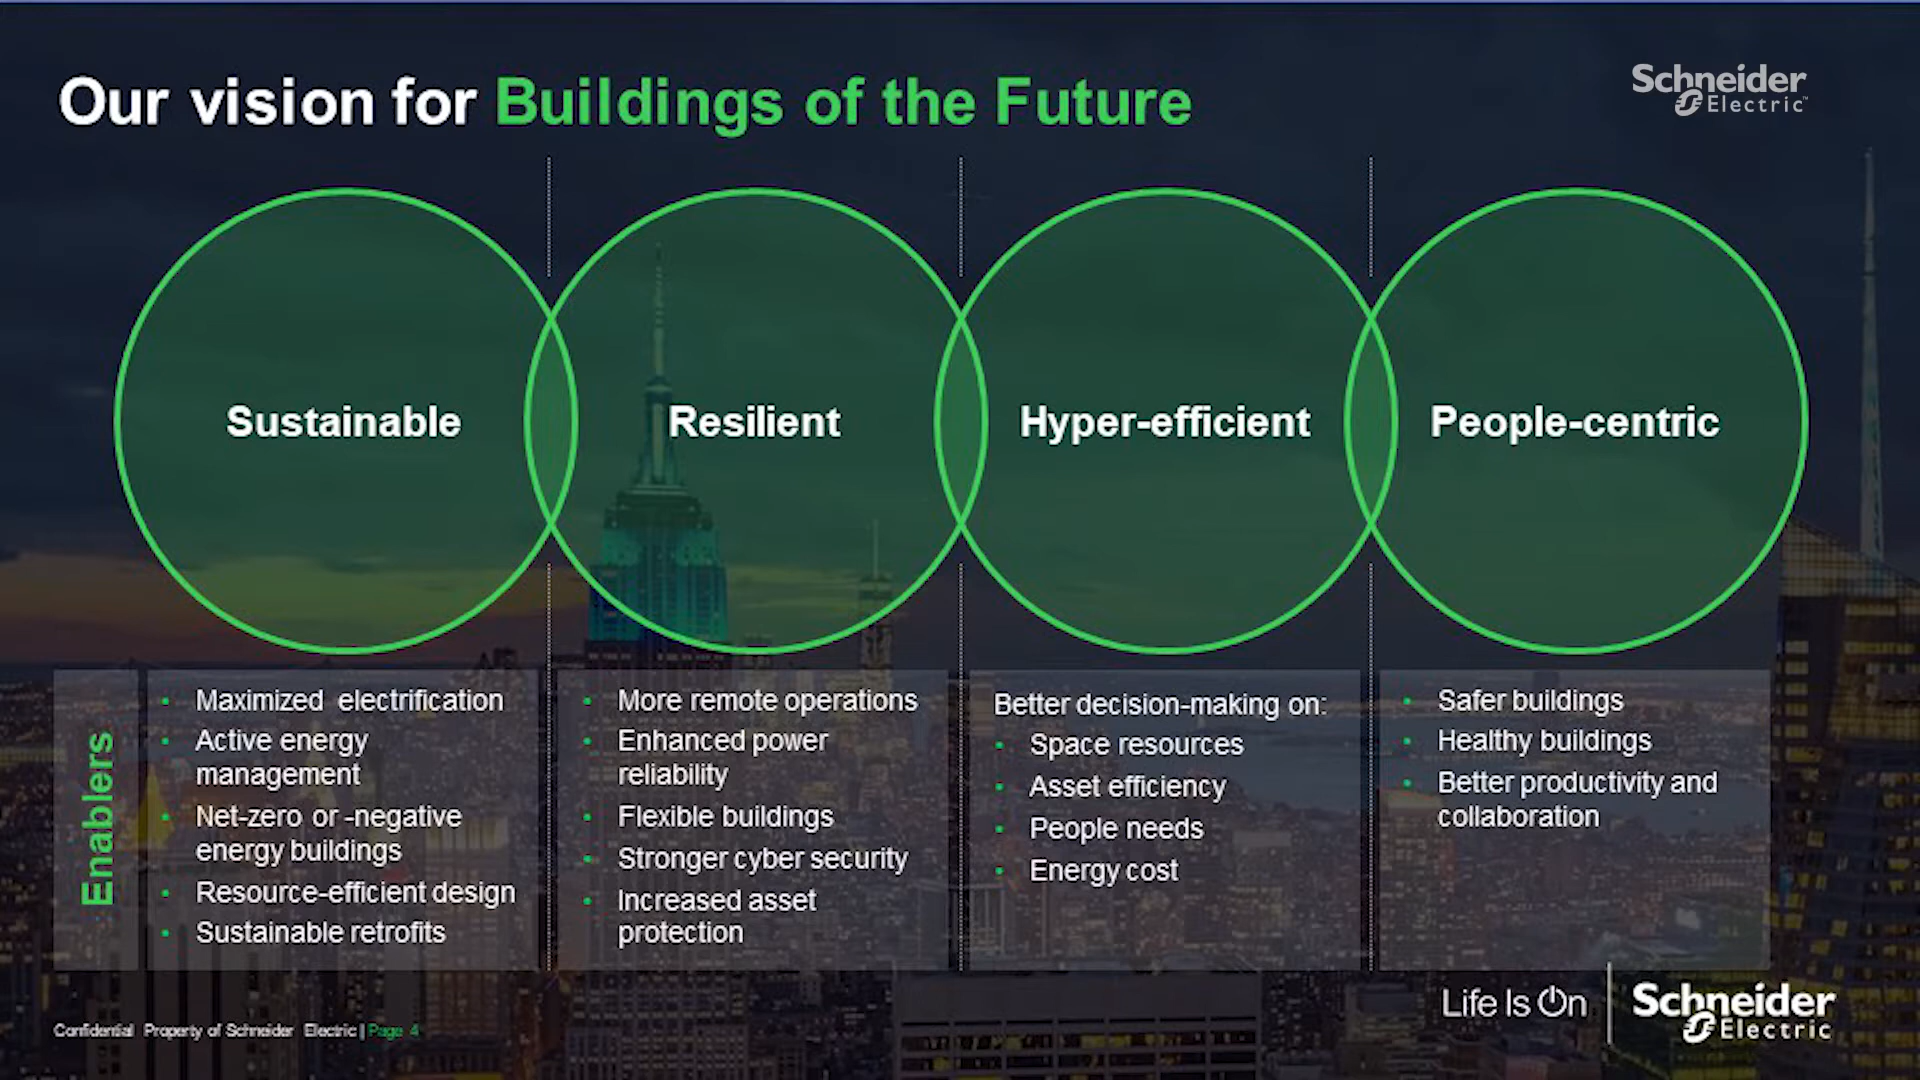 Our vision for Buildings of the Future
Schneider
Electric™
Sustainable
Resilient
Hyper-efficient
People-centric
Enablers
• Maximized electrification
• Active energy
management
• Net-zero or -negative
energy buildings
• Resource-efficient design
• Sustainable retrofits
• More remote operations
• Enhanced power
reliability
• Flexible buildings
• Stronger cyber security
• Increased asset
protection
Better decision-making on:
• Space resources
• Asset efficiency
• People needs
• Energy cost
• Safer buildings
• Healthy buildings
• Better productivity and
collaboration
Confidential Property of Schneider Electric | Page 4
Life Is On
Schneider
Electric